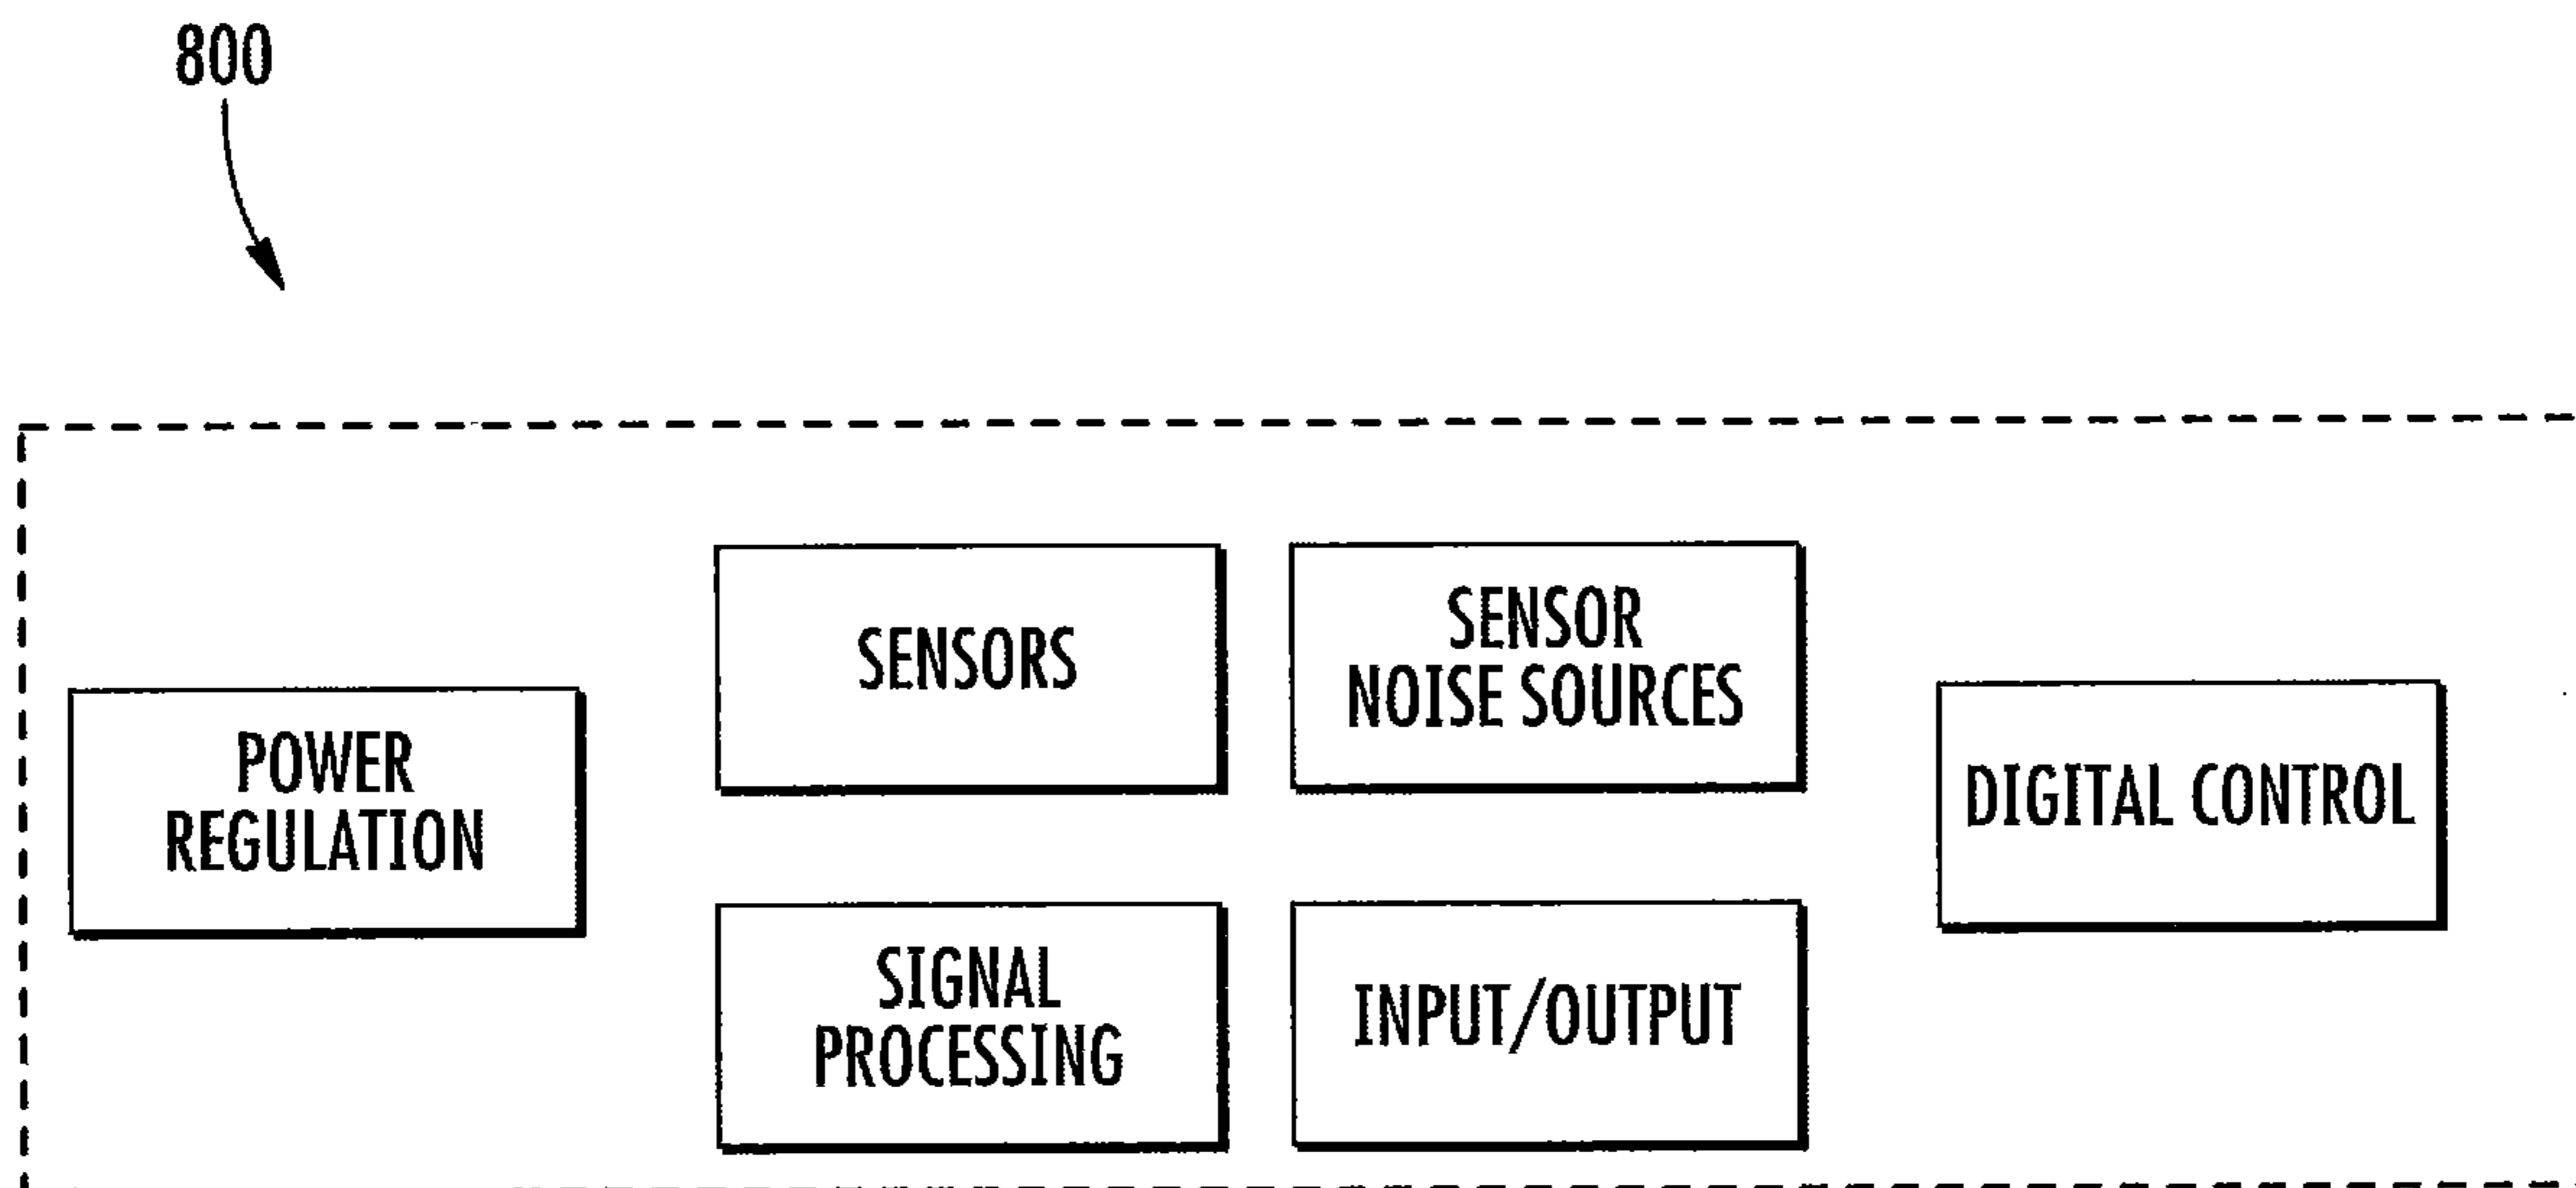 800
SENSORS
SENSOR
NOISE SOURCES
POWER
REGULATION
DIGITAL CONTROL
SIGNAL
PROCESSING
INPUT/OUTPUT